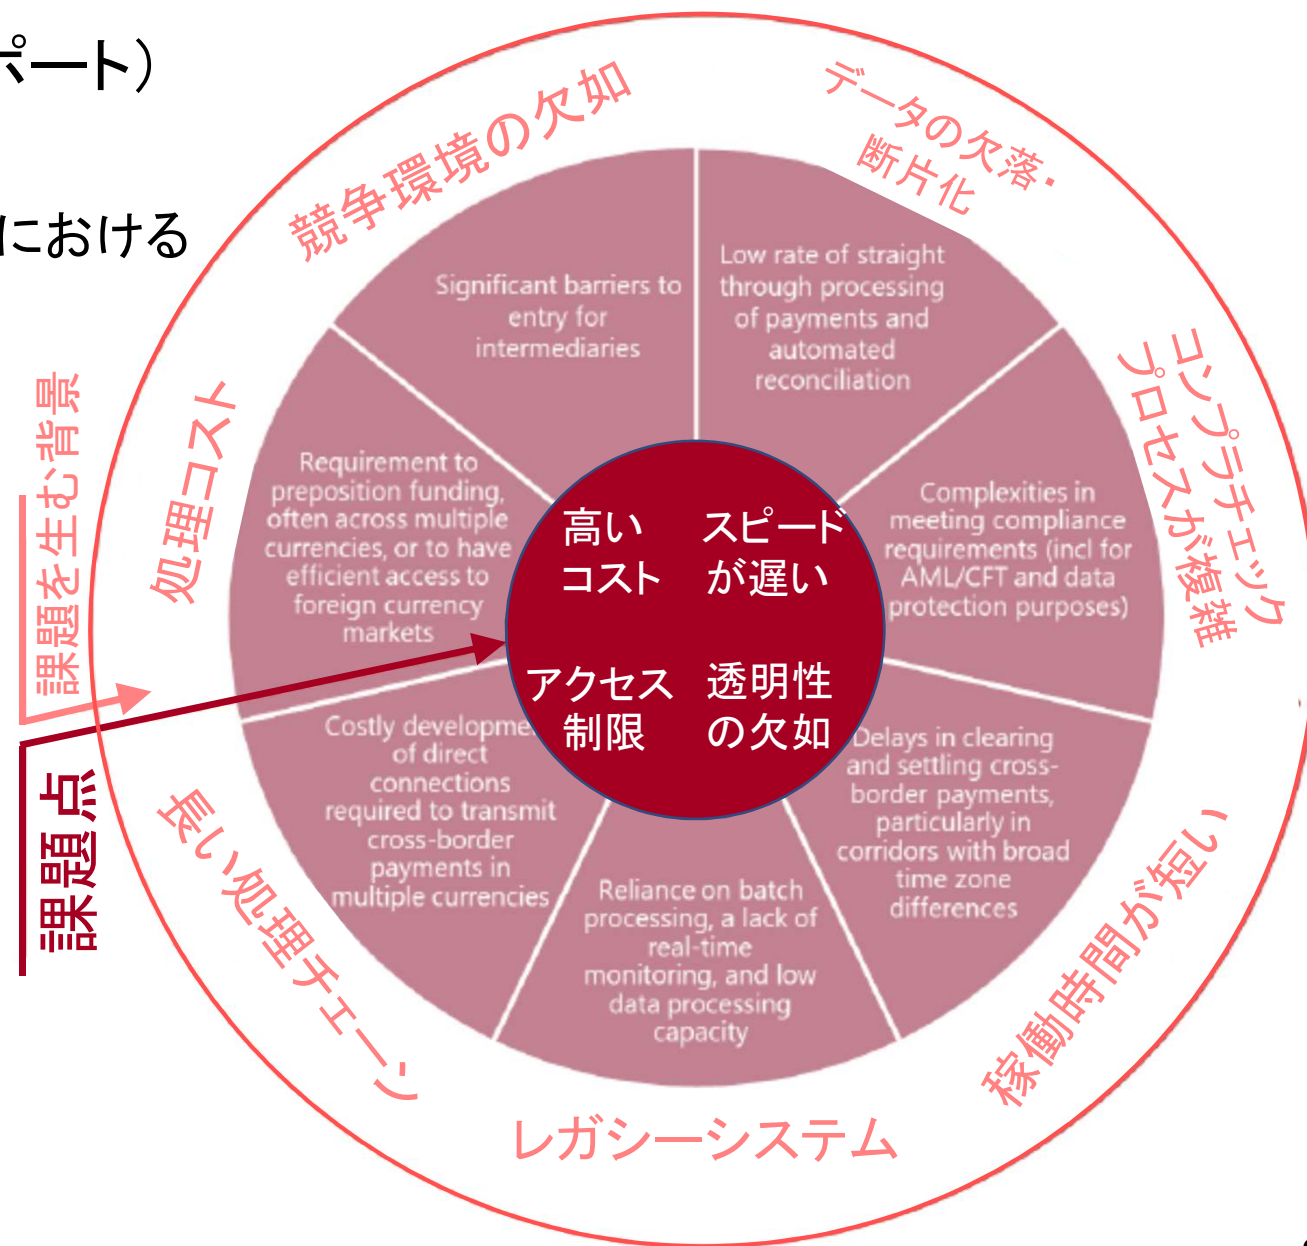 ポート）
における
競争環境の欠如
データの欠落・
断片化
コンプラチェック
プロセスが複雑
稼働時間が短い
レガシーシステム
長い処理チェーン
処理コスト
課題を生む背景
課題点
Significant barriers to
entry for
intermediaries
Low rate of straight
through processing
of payments and
automated
reconciliation
Complexities in
meeting compliance
requirements (incl for
AML/CFT and data
protection purposes)
Delays in clearing
and settling cross-
border payments,
particularly in
corridors with broad
time zone
differences
Reliance on batch
processing, a lack of
real-time
monitoring, and low
data processing
capacity
Costly developme
of direct
connections
required to transmit
cross-border
payments in
multiple currencies
Requirement to
preposition funding,
often across multiple
currencies, or to have
efficient access to
foreign currency
markets
高い
コスト
スピード
が遅い
アクセス
制限
透明性
の欠如